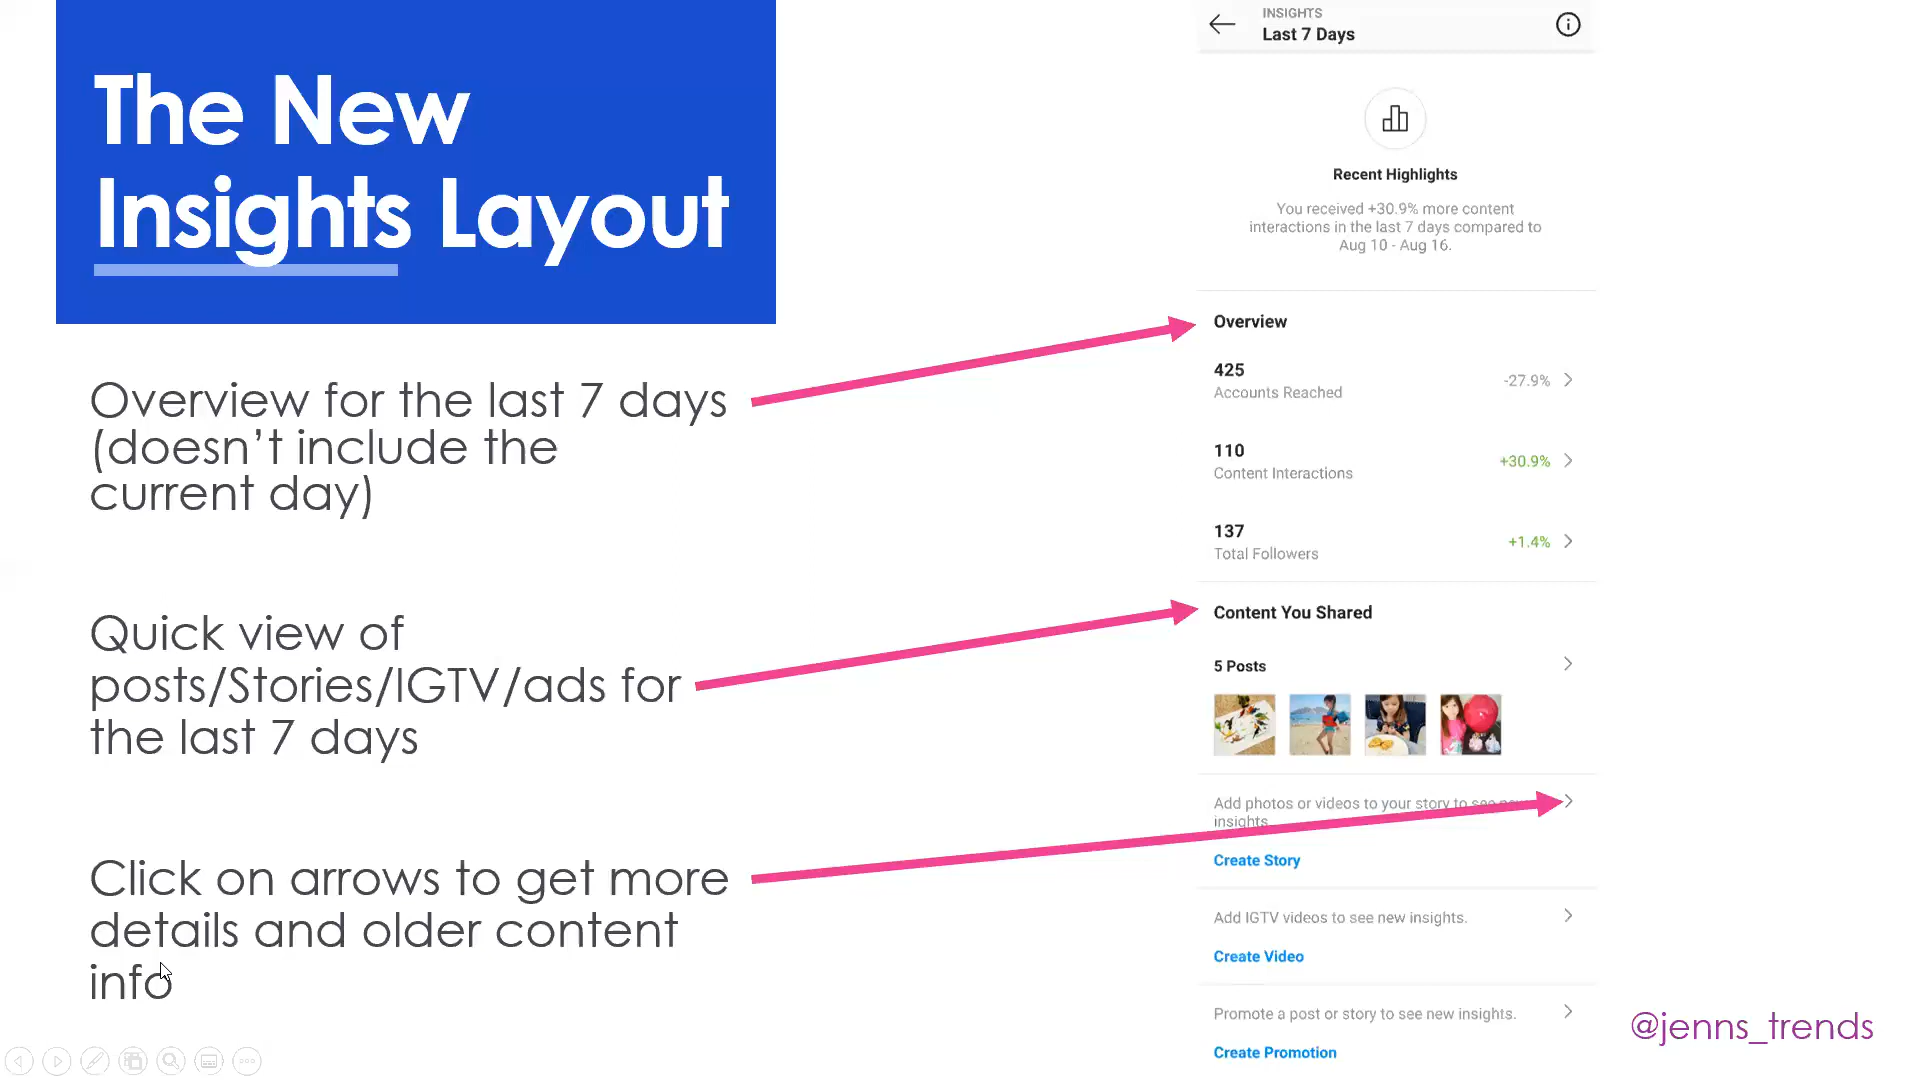 The New
Insights Layout
Overview for the last 7 days
(doesn't include the
current day)
Quick view of
posts/Stories/IGTV/ads for
the last 7 days
Click on arrows to get more
details and older content
info
INSIGHTS
Last 7 Days
Recent Highlights
You received +30.9% more content
interactions in the last 7 days compared to
Aug 10 - Aug 16.
Overview
425
Accounts Reached
-27.9%
110
Content Interactions
+30.9%
137
Total Followers
+1.4%
Content You Shared
5 Posts
Add photos or videos to your story to see new
insights.
Create Story
Add IGTV videos to see new insights.
Create Video
Promote a post or story to see new insights.
Create Promotion
@jenns_trends